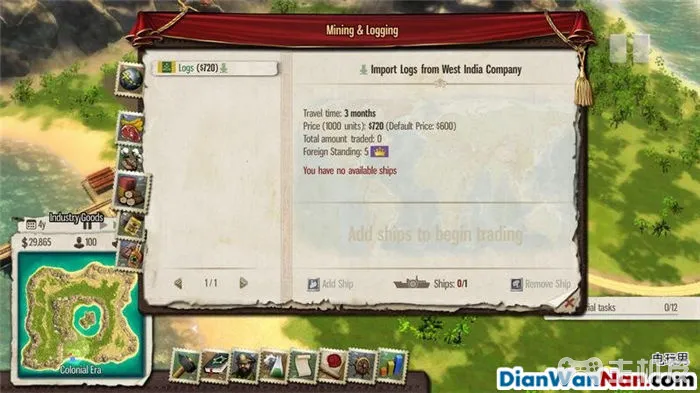 Mining & Logging
Logs ($720)
Import Logs from West India Company
Travel time: 3 months
Price (1000 units): $720 (Default Price: $600)
Total amount traded: 0
Foreign Standing: 5
You have no available ships
Add ships to begin trading
1/1
Add Ship
Ships: 0/1
Remove Ship
Industry Goods
4y
$29,865
100
Colonial Era
ial tasks
0/12
电玩男
DianWanNan.com